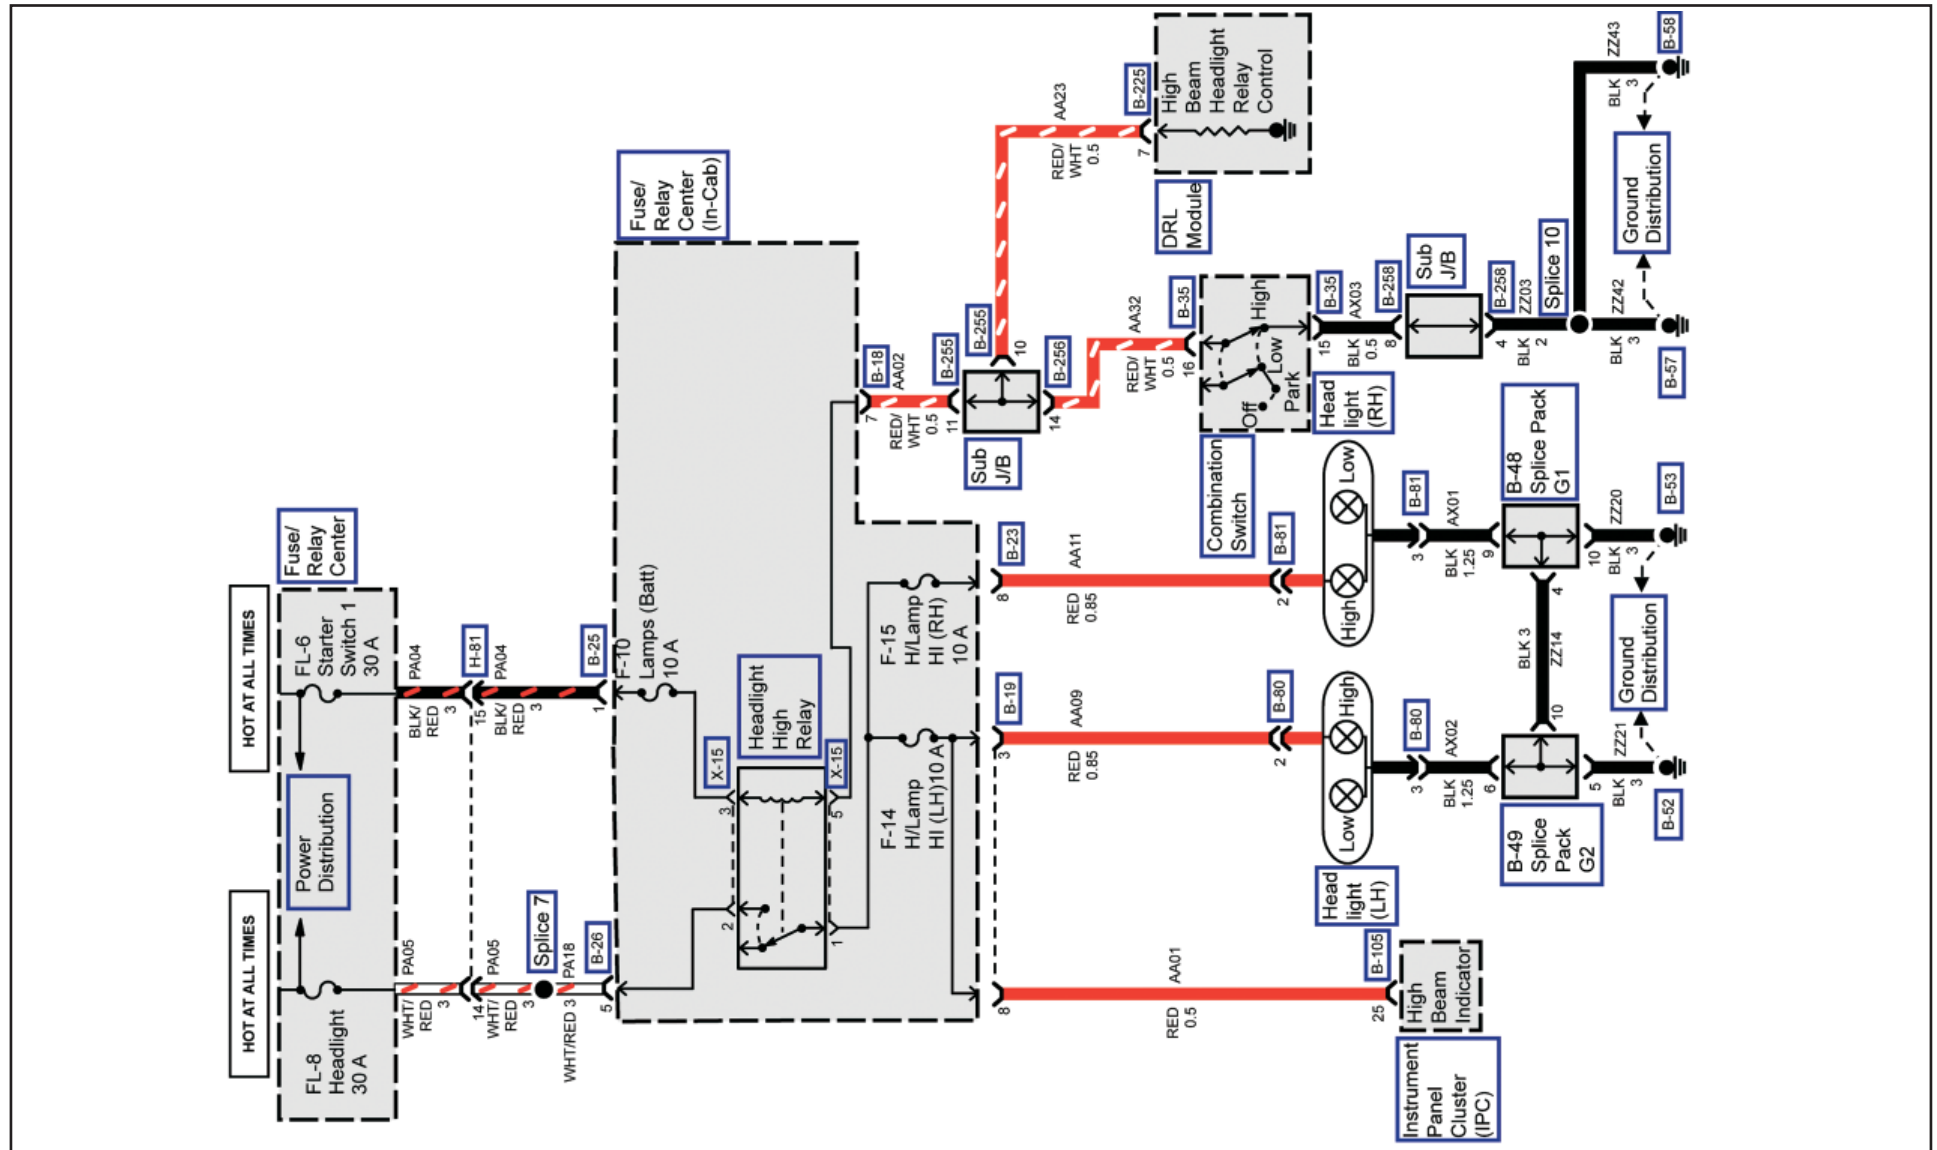 HOT AT ALL TIMES
HOT AT ALL TIMES
FL-8
Headlight
30 A
Power
Distribution
FL-6
Starter
Switch 1
30 A
Fuse/
Relay
Center
WHT/
RED
3
PA05
BLK/
RED
3
PA04
14
15
H-81
WHT/
RED
3
PA05
BLK/
RED
3
PA04
Splice 7
WHT/RED 3
PA18
5
B-26
1
B-25
F-10
Lamps (Batt)
10 A
Fuse/
Relay
Center
(In-Cab)
2
3
X-15
Headlight
High
Relay
1
5
X-15
F-14
H/Lamp
HI (LH)10 A
F-15
H/Lamp
HI (RH)
10 A
7
B-18
RED/
WHT
0.5
AA02
11
B-255
B-255
10
Sub
J/B
14
B-256
RED/
WHT
0.5
AA23
7
B-225
High
Beam
Headlight
Relay
Control
DRL
Module
RED/
WHT
0.5
AA32
16
B-35
Off
Park
Low
High
Combination
Switch
15
B-35
BLK
0.5
AX03
8
B-258
Sub
J/B
4
B-258
BLK
2
ZZ03
Splice 10
BLK
3
ZZ42
B-57
BLK
3
ZZ43
B-58
Ground
Distribution
8
3
B-19
8
B-23
RED
0.5
AA01
RED
0.85
AA09
RED
0.85
AA11
25
B-105
High
Beam
Indicator
Instrument
Panel
Cluster
(IPC)
2
B-80
2
B-81
Low
High
Head
light
(LH)
High
Low
Head
light
(RH)
3
B-80
3
B-81
BLK
1.25
AX02
BLK
1.25
AX01
6
9
B-49
Splice
Pack
G2
10
BLK 3
ZZ14
4
B-48
Splice Pack
G1
5
BLK
3
ZZ21
B-52
10
BLK
3
ZZ20
B-53
Ground
Distribution